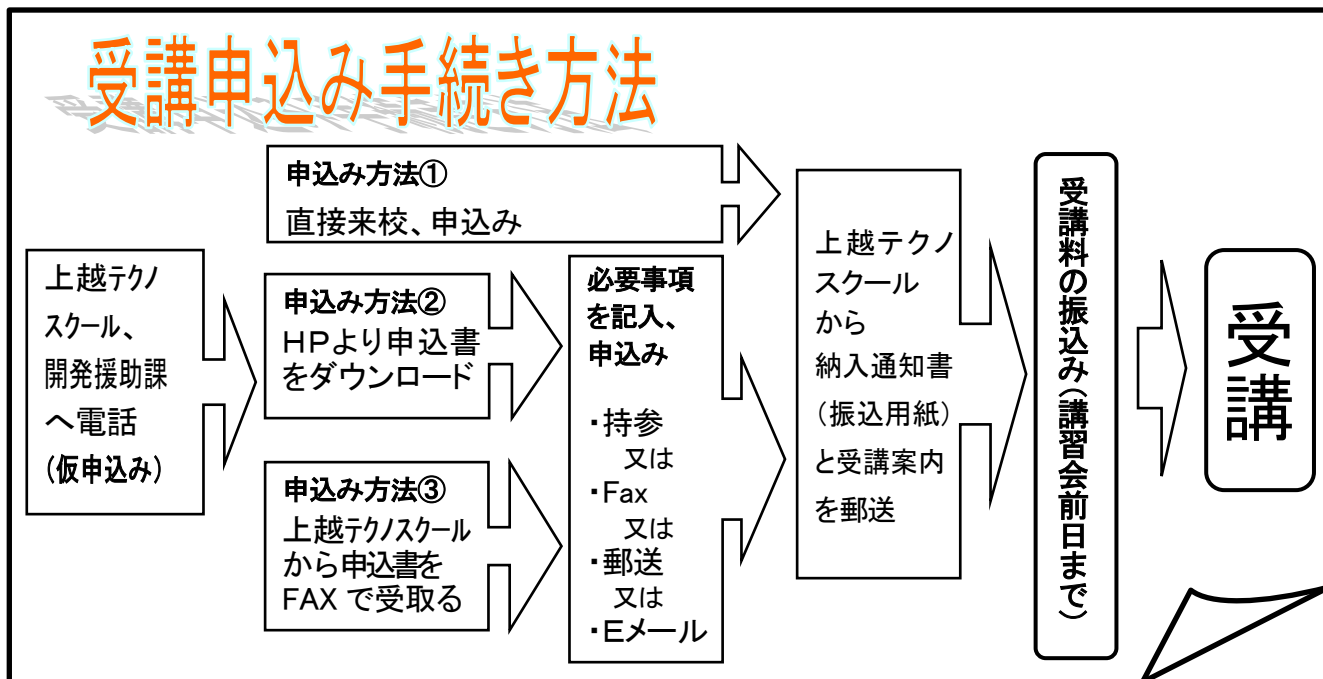 受講申込み手続き方法
申込み方法①
直接来校、申込み
上越テクノ
スクール、
開発援助課
へ電話
(仮申込み)
申込み方法②
HPより申込書
をダウンロード
申込み方法③
上越テクノスクール
から申込書を
FAXで受取る
必要事項
を記入、
申込み
・持参
又は
・Fax
又は
・郵送
又は
・Eメール
上越テクノ
スクール
から
納入通知書
(振込用紙)
と受講案内
を郵送
受講料の振込み(講習会前日まで)
受講